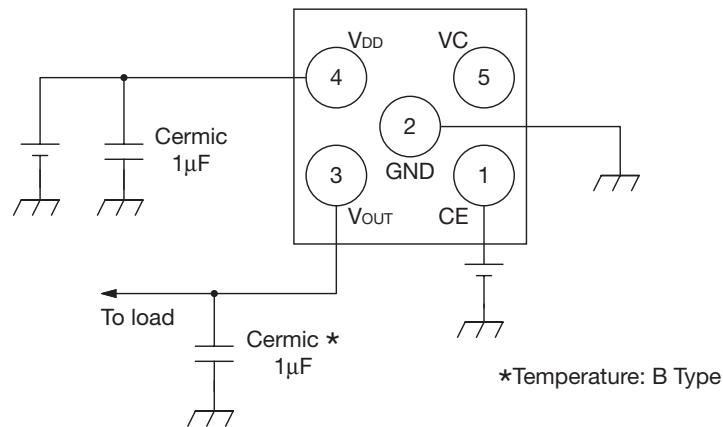 VDD
VC
4
5
2
Cermic
1μF
3
GND
1
VOUT
CE
To load
Cermic *
1μF
*Temperature: B Type